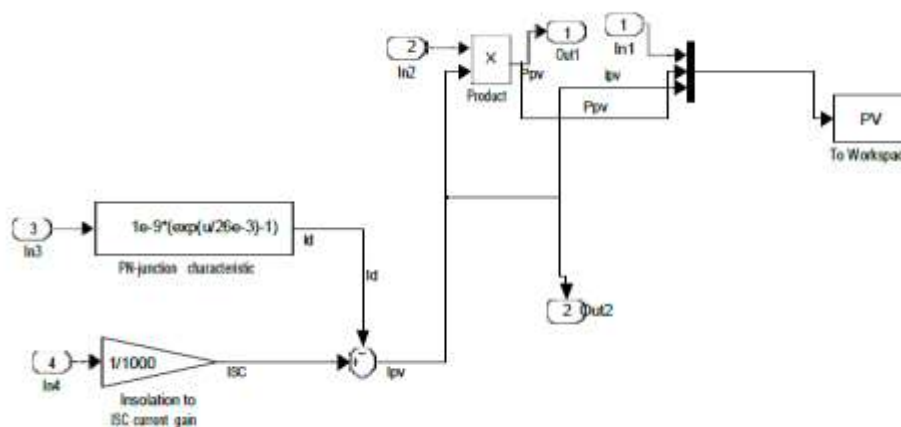 2
In2
×
Product
Ppv
1
Out1
1
In1
Ipv
Ppv
PV
To Workspac
3
In3
1e-9*(exp(u/26e-3)-1)
PN-junction characteristic
Id
Id
4
In4
1/1000
Insolation to
ISC current gain
ISC
Ipv
2
Out2